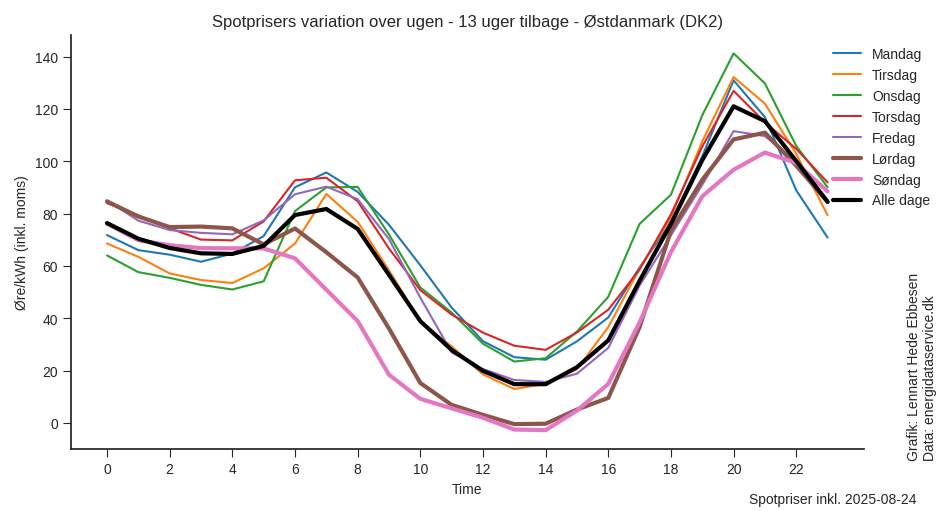 Spotprisers variation over ugen - 13 uger tilbage - Østdanmark (DK2)
Øre/kWh (inkl. moms)
140
120
100
80
60
40
20
0
0 2 4 6 8 10 12 14 16 18 20 22
Time
Mandag
Tirsdag
Onsdag
Torsdag
Fredag
Lørdag
Søndag
Alle dage
Grafik: Lennart Hede Ebbesen
Data: energidataservice.dk
Spotpriser inkl. 2025-08-24